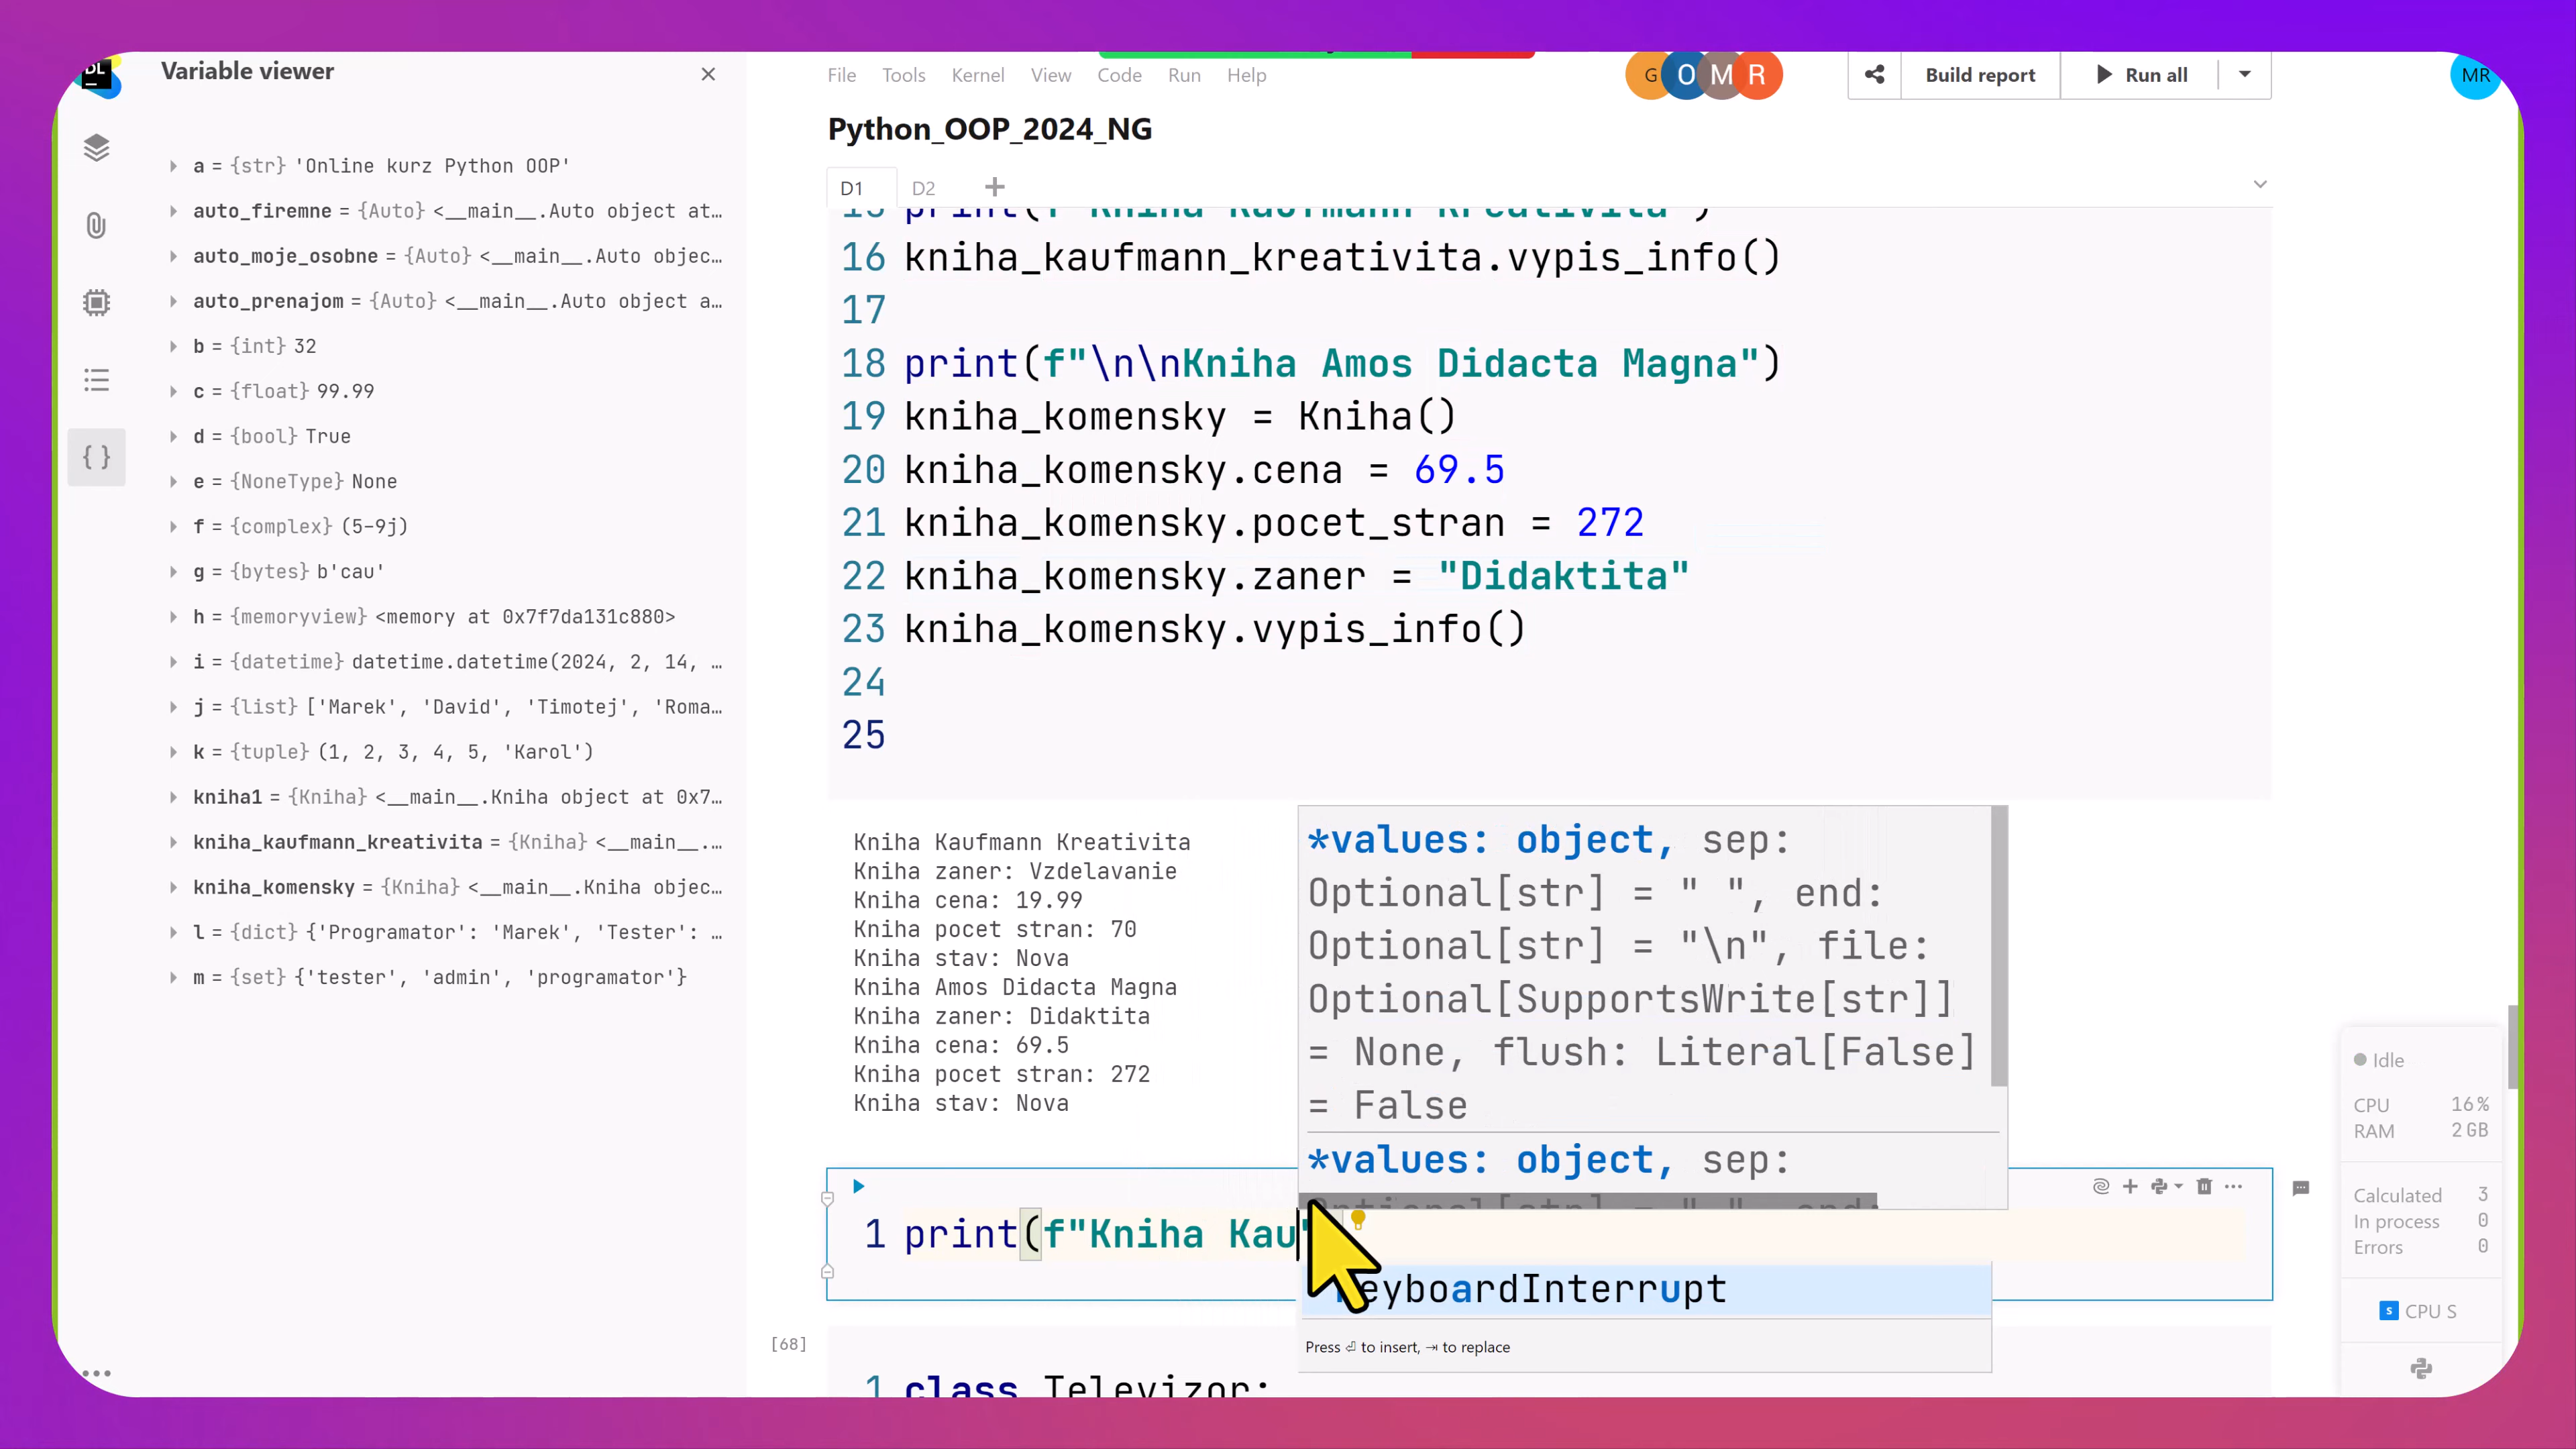 DL
Variable viewer
File Tools Kernel View Code Run Help
G O M R
Build report
Run all
MR
Python_OOP_2024_NG
D1 D2
a = {str} 'Online kurz Python OOP'
auto_firemne = {Auto} <__main__.Auto object at…
auto_moje_osobne = {Auto} <__main__.Auto objec…
auto_prenajom = {Auto} <__main__.Auto object a…
b = {int} 32
c = {float} 99.99
d = {bool} True
e = {NoneType} None
f = {complex} (5-9j)
g = {bytes} b'cau'
h = {memoryview} <memory at 0x7f7da131c880>
i = {datetime} datetime.datetime(2024, 2, 14, …
j = {list} ['Marek', 'David', 'Timotej', 'Roma…
k = {tuple} (1, 2, 3, 4, 5, 'Karol')
kniha1 = {Kniha} <__main__.Kniha object at 0x7…
kniha_kaufmann_kreativita = {Kniha} <__main__.…
kniha_komensky = {Kniha} <__main__.Kniha objec…
l = {dict} {'Programator': 'Marek', 'Tester': …
m = {set} {'tester', 'admin', 'programator'}
15 print(f"Kniha Kaufmann Kreativita")
16 kniha_kaufmann_kreativita.vypis_info()
17
18 print(f"\n\nKniha Amos Didacta Magna")
19 kniha_komensky = Kniha()
20 kniha_komensky.cena = 69.5
21 kniha_komensky.pocet_stran = 272
22 kniha_komensky.zaner = "Didaktita"
23 kniha_komensky.vypis_info()
24
25
Kniha Kaufmann Kreativita
Kniha zaner: Vzdelavanie
Kniha cena: 19.99
Kniha pocet stran: 70
Kniha stav: Nova
Kniha Amos Didacta Magna
Kniha zaner: Didaktita
Kniha cena: 69.5
Kniha pocet stran: 272
Kniha stav: Nova
*values: object, sep:
Optional[str] = " ", end:
Optional[str] = "\n", file:
Optional[SupportsWrite[str]]
= None, flush: Literal[False]
= False
*values: object, sep:
Optional[str] = " ", end:
1 print(f"Kniha Kau"
KeyboardInterrupt
Press ⏎ to insert, ⇥ to replace
[68]
1 class Televizor:
Idle
CPU 16%
RAM 2 GB
Calculated 3
In process 0
Errors 0
S CPU S